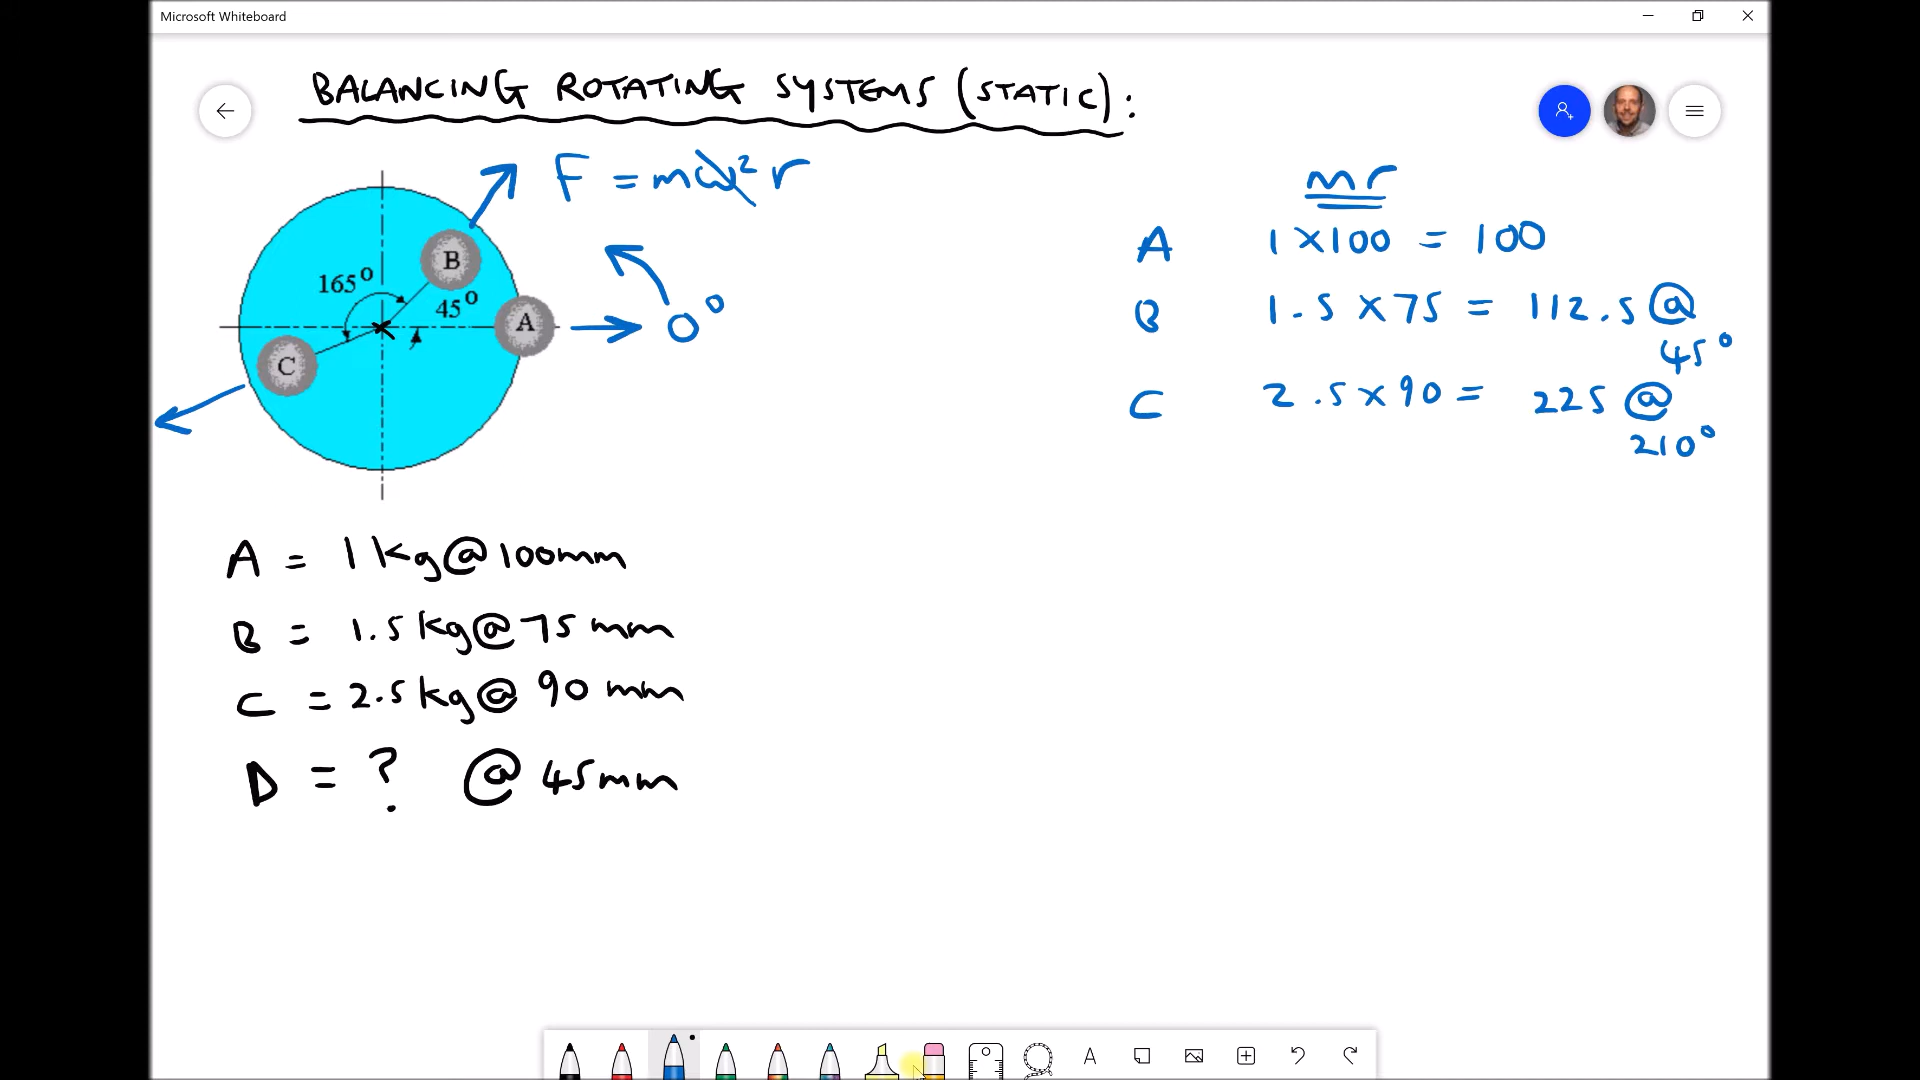 Microsoft Whiteboard
BALANCING ROTATING SYSTEMS (STATIC):
F = mω² r
mr
A 1 × 100 = 100
B 1.5 × 75 = 112.5 @ 45°
C 2.5 × 90 = 225 @ 210°
B
165°
45°
A
0°
C
A = 1 kg @ 100mm
B = 1.5 kg @ 75 mm
C = 2.5 kg @ 90 mm
D = ? @ 45mm
A